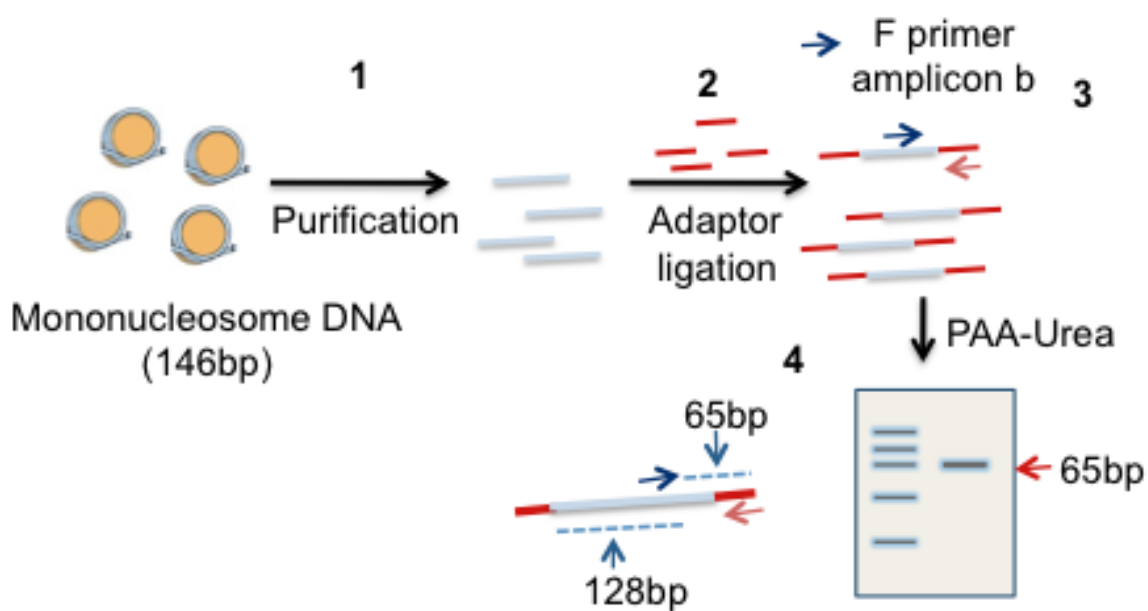 1
Purification
Mononucleosome DNA
(146bp)
2
Adaptor
ligation
F primer
amplicon b
3
PAA-Urea
4
65bp
128bp
65bp